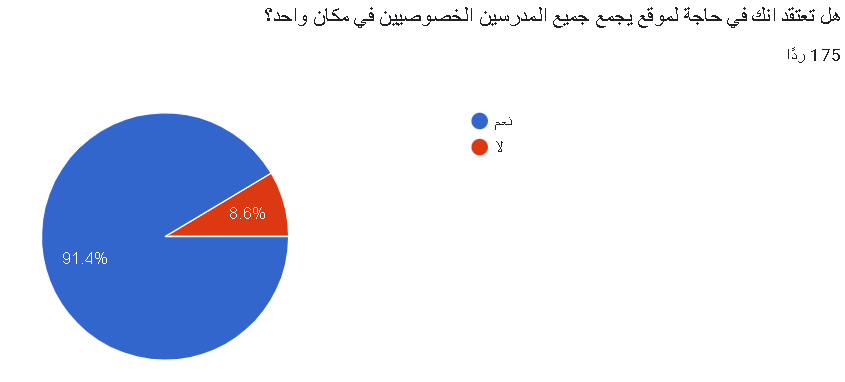 هل تعتقد انك في حاجة لموقع يجمع جميع المدرسين الخصوصيين في مكان واحد؟
175 ردًا
نعم
لا
8.6%
91.4%